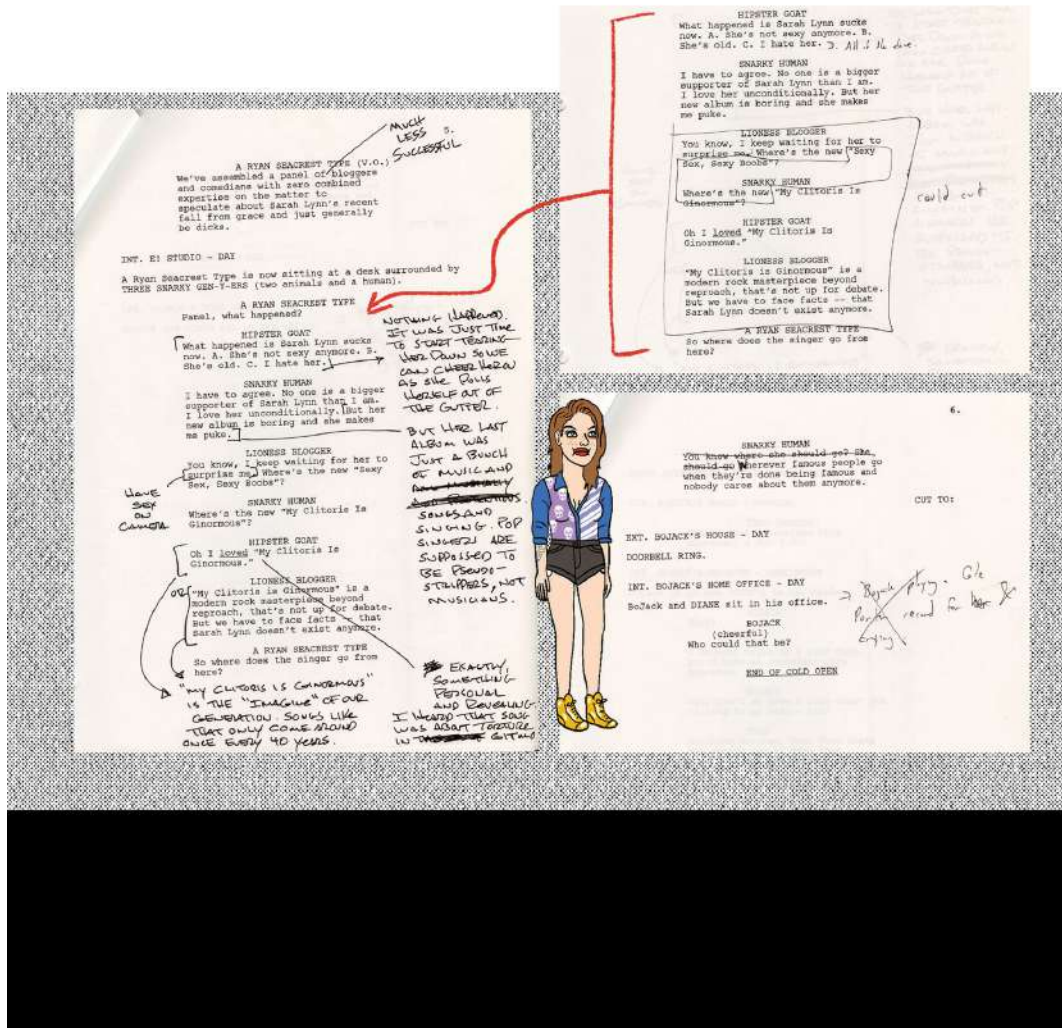 MUCH
LESS
SUCCESSFUL
5.
A RYAN SEACREST TYPE (V.O.)
We've assembled a panel of bloggers
and comedians with zero combined
expertise on the matter to
speculate about Sarah Lynn's recent
fall from grace and just generally
be dicks.
INT. E! STUDIO - DAY
A Ryan Seacrest Type is now sitting at a desk surrounded by
THREE SNARKY GEN-Y-ERS (two animals and a human).
A RYAN SEACREST TYPE
Panel, what happened?
HIPSTER GOAT
What happened is Sarah Lynn sucks
now. A. She's not sexy anymore. B.
She's old. C. I hate her.
SNARKY HUMAN
I have to agree. No one is a bigger
supporter of Sarah Lynn than I am.
I love her unconditionally. But her
new album is boring and she makes
me puke.
LIONESS BLOGGER
You know, I keep waiting for her to
surprise me. Where's the new "Sexy
Sex, Sexy Boobs"?
HAVE
SEX
ON
CAMERA
SNARKY HUMAN
Where's the new "My Clitoris Is
Ginormous"?
HIPSTER GOAT
Oh I loved "My Clitoris Is
Ginormous."
OR
LIONESS BLOGGER
"My Clitoris is Ginormous" is a
modern rock masterpiece beyond
reproach, that's not up for debate.
But we have to face facts -- that
Sarah Lynn doesn't exist anymore.
A RYAN SEACREST TYPE
So where does the singer go from
here?
"MY CLITORIS IS GINORMOUS"
IS THE "IMAGINE" OF OUR
GENERATION. SONGS LIKE
THAT ONLY COME AROUND
ONCE EVERY 40 YEARS.
NOTHING HAPPENED.
IT WAS JUST TIME
TO START TEARING
HER DOWN SO WE
CAN CHEER HER ON
AS SHE PULLS
HERSELF OUT OF
THE GUTTER.
BUT HER LAST
ALBUM WAS
JUST A BUNCH
OF MUSIC AND
SONGS AND
SINGING. POP
SINGERS ARE
SUPPOSSED TO
BE PSEUDO-
STRIPPERS, NOT
MUSICIANS.
EXACTLY,
SOMETHING
PERSONAL
AND REVEALING.
I HEARD THAT SONG
WAS ABOUT TORTURE
IN GITMO
HIPSTER GOAT
What happened is Sarah Lynn sucks
now. A. She's not sexy anymore. B.
She's old. C. I hate her. D. All of the
SNARKY HUMAN
I have to agree. No one is a bigger
supporter of Sarah Lynn than I am.
I love her unconditionally. But her
new album is boring and she makes
me puke.
LIONESS BLOGGER
You know, I keep waiting for her to
surprise me. Where's the new "Sexy
Sex, Sexy Boobs"?
SNARKY HUMAN
Where's the new "My Clitoris Is
Ginormous"?
could cut
HIPSTER GOAT
Oh I loved "My Clitoris Is
Ginormous."
LIONESS BLOGGER
"My Clitoris is Ginormous" is a
modern rock masterpiece beyond
reproach, that's not up for debate.
But we have to face facts -- that
Sarah Lynn doesn't exist anymore.
A RYAN SEACREST TYPE
So where does the singer go from
here?
6.
SNARKY HUMAN
You know where she should go? She
should go Wherever famous people go
when they're done being famous and
nobody cares about them anymore.
CUT TO:
EXT. BOJACK'S HOUSE - DAY
DOORBELL RING.
INT. BOJACK'S HOME OFFICE - DAY
BoJack and DIANE sit in his office.
BoJack
record for
BOJACK
(cheerful)
Who could that be?
END OF COLD OPEN